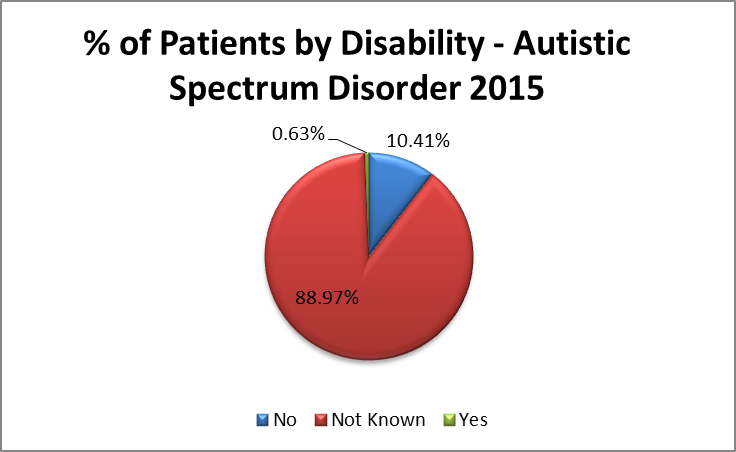 % of Patients by Disability - Autistic
Spectrum Disorder 2015
0.63%
10.41%
88.97%
No Not Known Yes